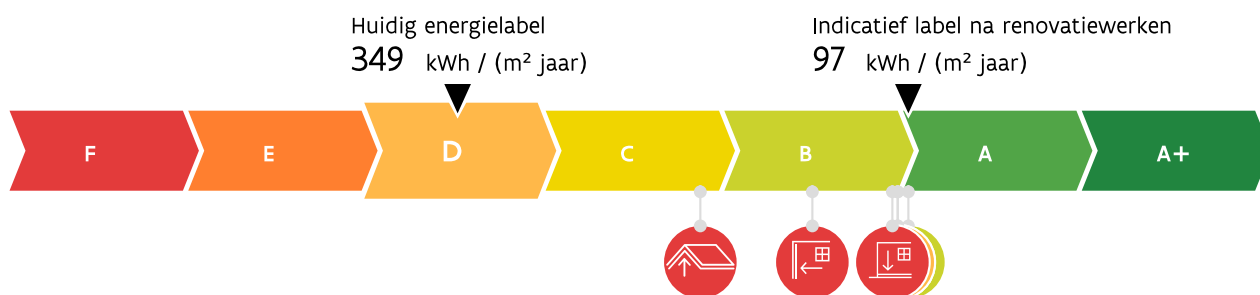 Huidig energielabel
349 kWh / (m² jaar)
Indicatief label na renovatiewerken
97 kWh / (m² jaar)
F E D C B A A+